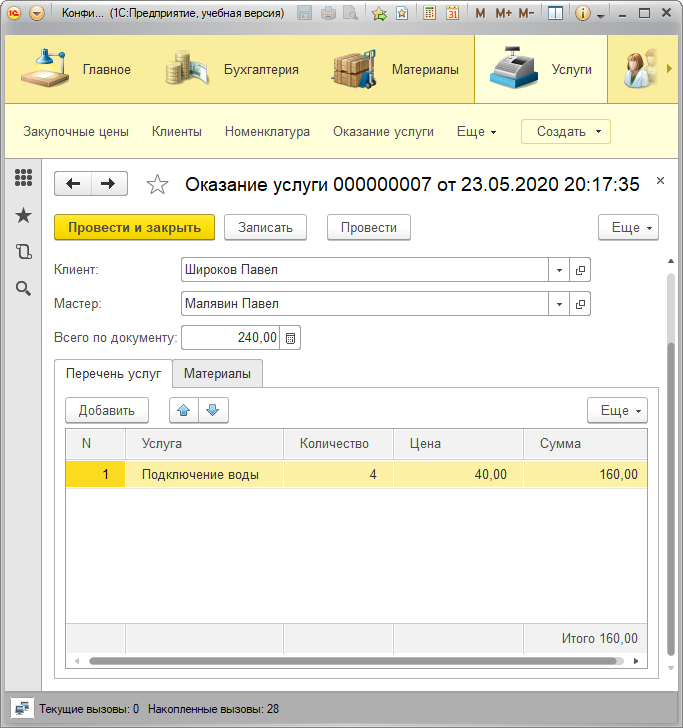 Конфи... (1С:Предприятие, учебная версия)
M M+ M-
31
Главное Бухгалтерия Материалы Услуги
Закупочные цены Клиенты Номенклатура Оказание услуги Еще Создать
Оказание услуги 000000007 от 23.05.2020 20:17:35
Провести и закрыть Записать Провести Еще
Клиент: Широков Павел
Мастер: Малявин Павел
Всего по документу: 240,00
Перечень услуг Материалы
Добавить Еще
N Услуга Количество Цена Сумма
1 Подключение воды 4 40,00 160,00
Итого 160,00
Текущие вызовы: 0 Накопленные вызовы: 28